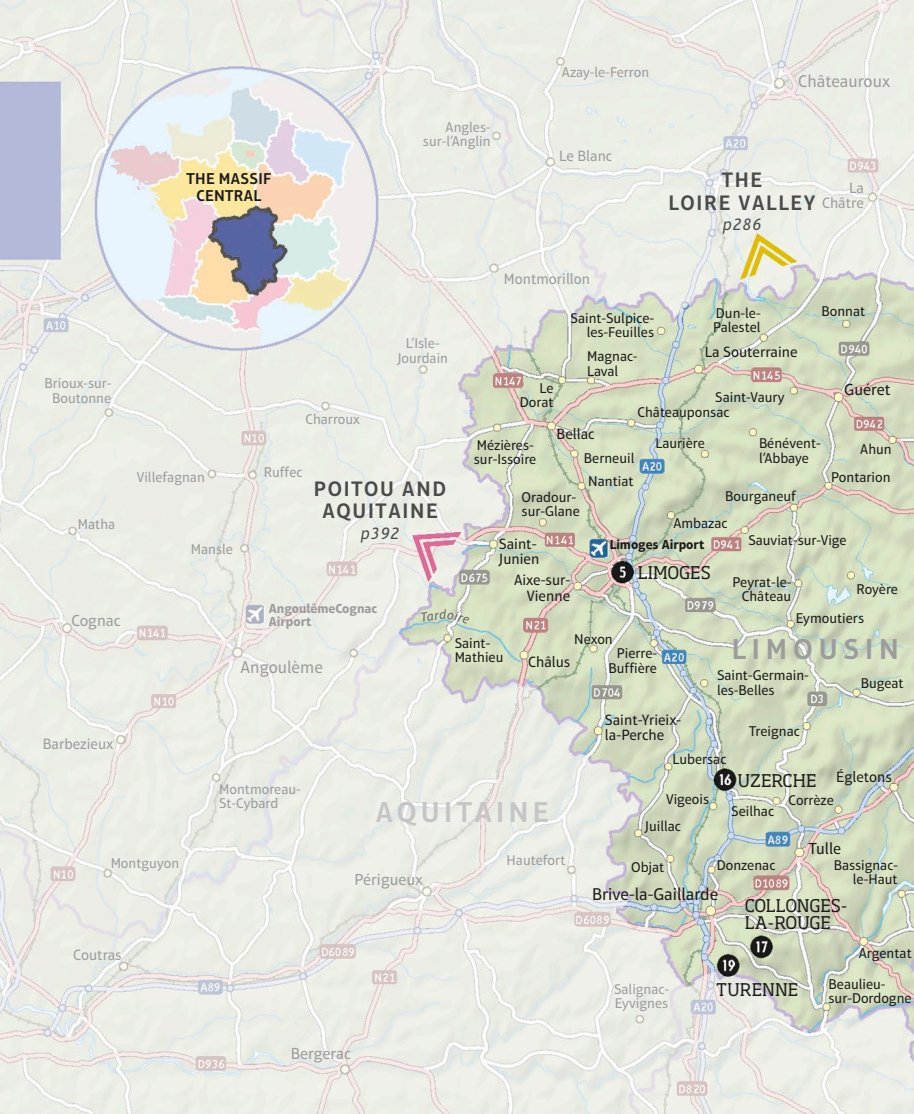 THE MASSIF
CENTRAL
Azay-le-Ferron
Châteauroux
Angles-
sur-l'Anglin
Le Blanc
A20
D943
THE
LOIRE VALLEY
p286
La
Châtre
Montmorillon
A10
L'Isle-
Jourdain
Saint-Sulpice-
les-Feuilles
Dun-le-
Palestel
Bonnat
Magnac-
Laval
La Souterraine
D940
Brioux-sur-
Boutonne
N147
Le
Dorat
N145
Saint-Vaury
Guéret
Charroux
Châteauponsac
D942
N10
Bellac
Mézières-
sur-Issoire
Laurière
Bénévent-
l'Abbaye
Ahun
Villefagnan
Ruffec
Berneuil
A20
Nantiat
Pontarion
POITOU AND
AQUITAINE
p392
Oradour-
sur-Glane
Bourganeuf
Matha
Ambazac
Mansle
N141
Saint-
Junien
N141
Limoges Airport
D941
Sauviat-sur-Vige
5
LIMOGES
D675
Aixe-sur-
Vienne
Peyrat-le-
Château
Royère
AngoulêmeCognac
Airport
Cognac
N141
Tardoire
D979
Eymoutiers
N21
Angoulême
Saint-
Mathieu
Châlus
Nexon
Pierre-
Buffière
A20
LIMOUSIN
Saint-Germain-
les-Belles
Bugeat
N10
D704
D3
Barbezieux
Saint-Yrieix-
la-Perche
Treignac
Lubersac
16
UZERCHE
Égletons
Montmoreau-
St-Cybard
AQUITAINE
Vigeois
Seilhac
Corrèze
Juillac
A89
Tulle
Montguyon
N10
Hautefort
Objat
Donzenac
Bassignac-
le-Haut
Périgueux
D1089
Brive-la-Gaillarde
COLLONGES-
LA-ROUGE
D6089
17
D6089
Coutras
N21
19
Argentat
A89
TURENNE
Salignac-
Eyvignes
A20
Beaulieu-
sur-Dordogne
Bergerac
D936
D820